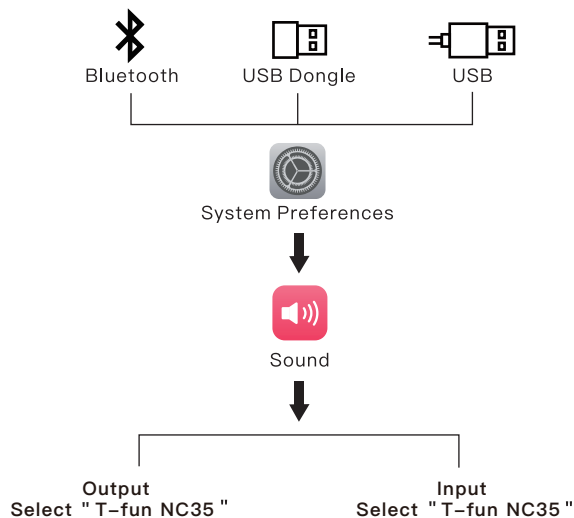 Bluetooth
USB Dongle
USB
System Preferences
Sound
Output
Select "T-fun NC35"
Input
Select "T-fun NC35"